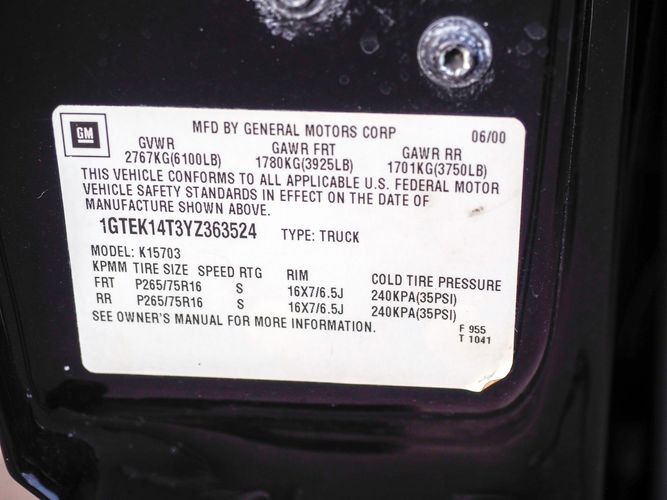 GM
MFD BY GENERAL MOTORS CORP 06/00
GVWR GAWR FRT GAWR RR
2767KG(6100LB) 1780KG(3925LB) 1701KG(3750LB)
THIS VEHICLE CONFORMS TO ALL APPLICABLE U.S. FEDERAL MOTOR
VEHICLE SAFETY STANDARDS IN EFFECT ON THE DATE OF
MANUFACTURE SHOWN ABOVE.
1GTEK14T3YZ363524 TYPE: TRUCK
MODEL: K15703
KPMM TIRE SIZE SPEED RTG RIM COLD TIRE PRESSURE
FRT P265/75R16 S 16X7/6.5J 240KPA(35PSI)
RR P265/75R16 S 16X7/6.5J 240KPA(35PSI)
SEE OWNER'S MANUAL FOR MORE INFORMATION.
F 955
T 1041